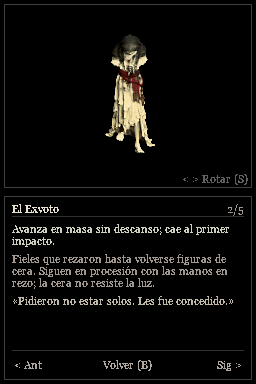 < > Rotar (S)
El Exvoto 2/5
Avanza en masa sin descanso; cae al primer
impacto.
Fieles que rezaron hasta volverse figuras de
cera. Siguen en procesión con las manos en
rezo; la cera no resiste la luz.
«Pidieron no estar solos. Les fue concedido.»
< Ant Volver (B) Sig >